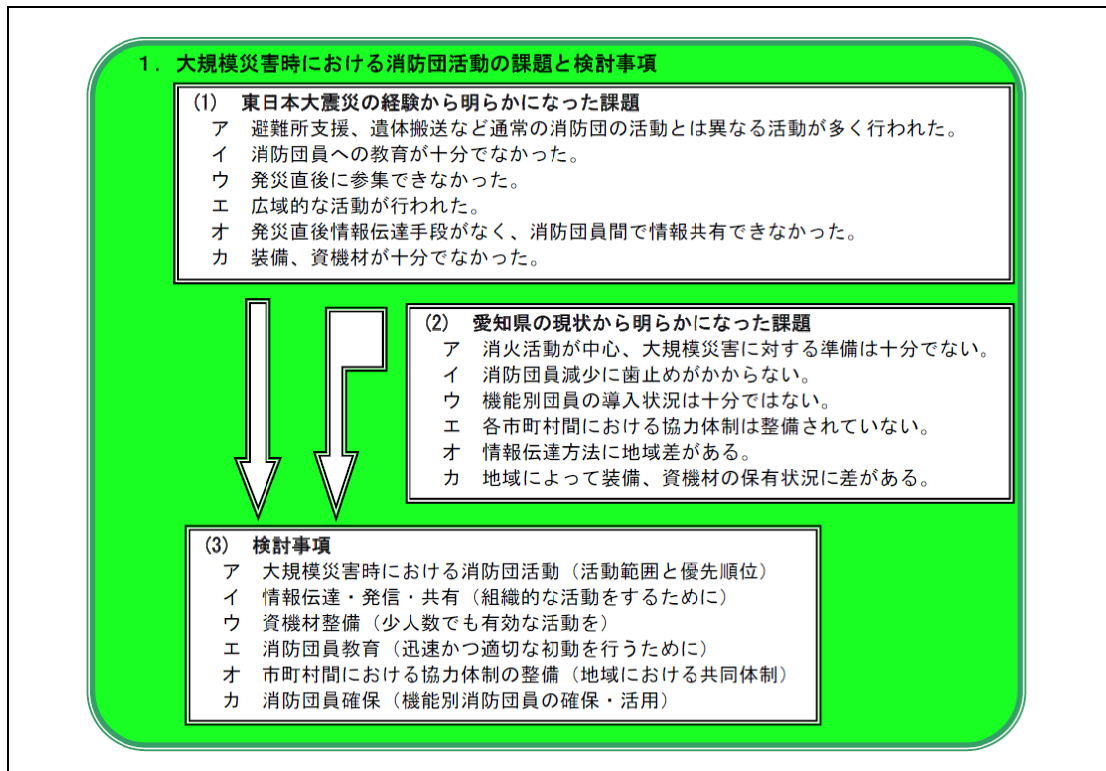 1．大規模災害時における消防団活動の課題と検討事項
(1) 東日本大震災の経験から明らかになった課題
ア 避難所支援、遺体搬送など通常の消防団の活動とは異なる活動が多く行われた。
イ 消防団員への教育が十分でなかった。
ウ 発災直後に参集できなかった。
エ 広域的な活動が行われた。
オ 発災直後情報伝達手段がなく、消防団員間で情報共有できなかった。
カ 装備、資機材が十分でなかった。
(2) 愛知県の現状から明らかになった課題
ア 消火活動が中心、大規模災害に対する準備は十分でない。
イ 消防団員減少に歯止めがかからない。
ウ 機能別団員の導入状況は十分ではない。
エ 各市町村間における協力体制は整備されていない。
オ 情報伝達方法に地域差がある。
カ 地域によって装備、資機材の保有状況に差がある。
(3) 検討事項
ア 大規模災害時における消防団活動（活動範囲と優先順位）
イ 情報伝達・発信・共有（組織的な活動をするために）
ウ 資機材整備（少人数でも有効な活動を）
エ 消防団員教育（迅速かつ適切な初動を行うために）
オ 市町村間における協力体制の整備（地域における共同体制）
カ 消防団員確保（機能別消防団員の確保・活用）